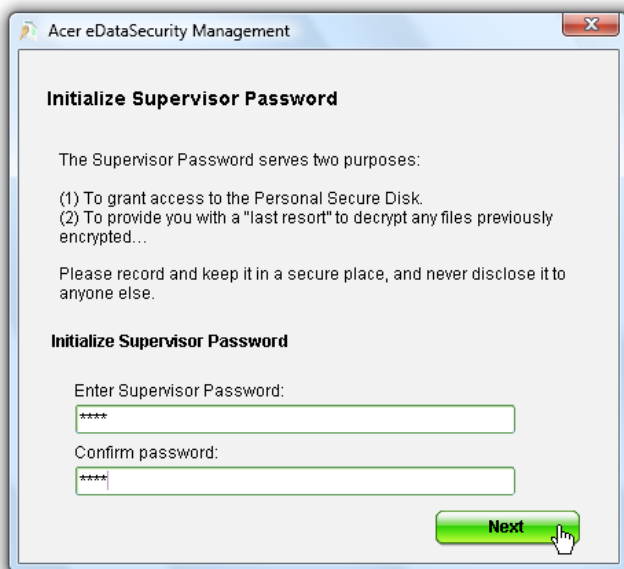 Acer eDataSecurity Management
Initialize Supervisor Password
The Supervisor Password serves two purposes:
(1) To grant access to the Personal Secure Disk.
(2) To provide you with a "last resort" to decrypt any files previously
encrypted...
Please record and keep it in a secure place, and never disclose it to
anyone else.
Initialize Supervisor Password
Enter Supervisor Password:
****
Confirm password:
****
Next